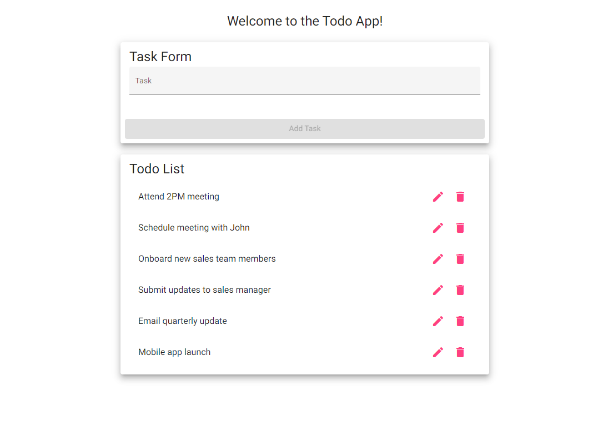 Welcome to the Todo App!
Task Form
Task
Add Task
Todo List
Attend 2PM meeting
Schedule meeting with John
Onboard new sales team members
Submit updates to sales manager
Email quarterly update
Mobile app launch